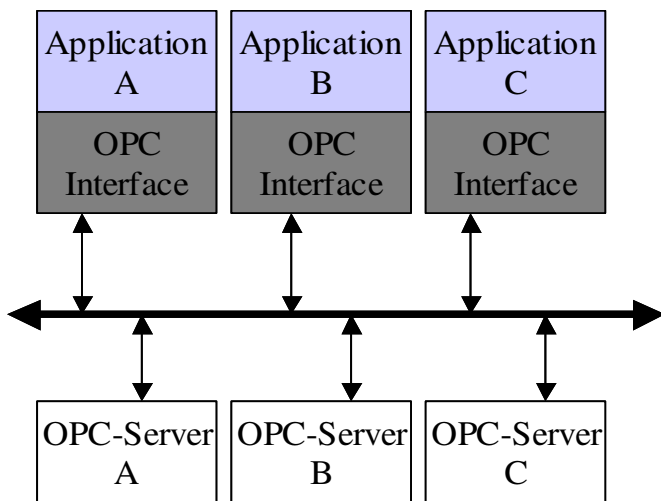 Application
A
Application
B
Application
C
OPC
Interface
OPC
Interface
OPC
Interface
OPC-Server
A
OPC-Server
B
OPC-Server
C